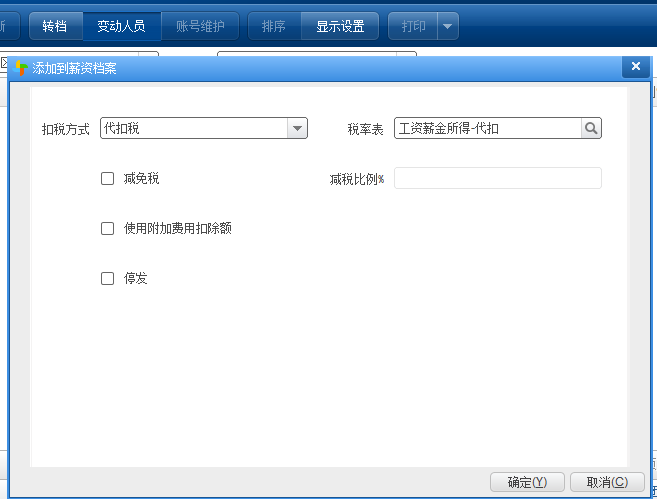 新 转档 变动人员 账号维护 排序 显示设置 打印
添加到薪资档案
扣税方式 代扣税 税率表 工资薪金所得-代扣
减免税 减税比例%
使用附加费用扣除额
停发
确定(Y) 取消(C)